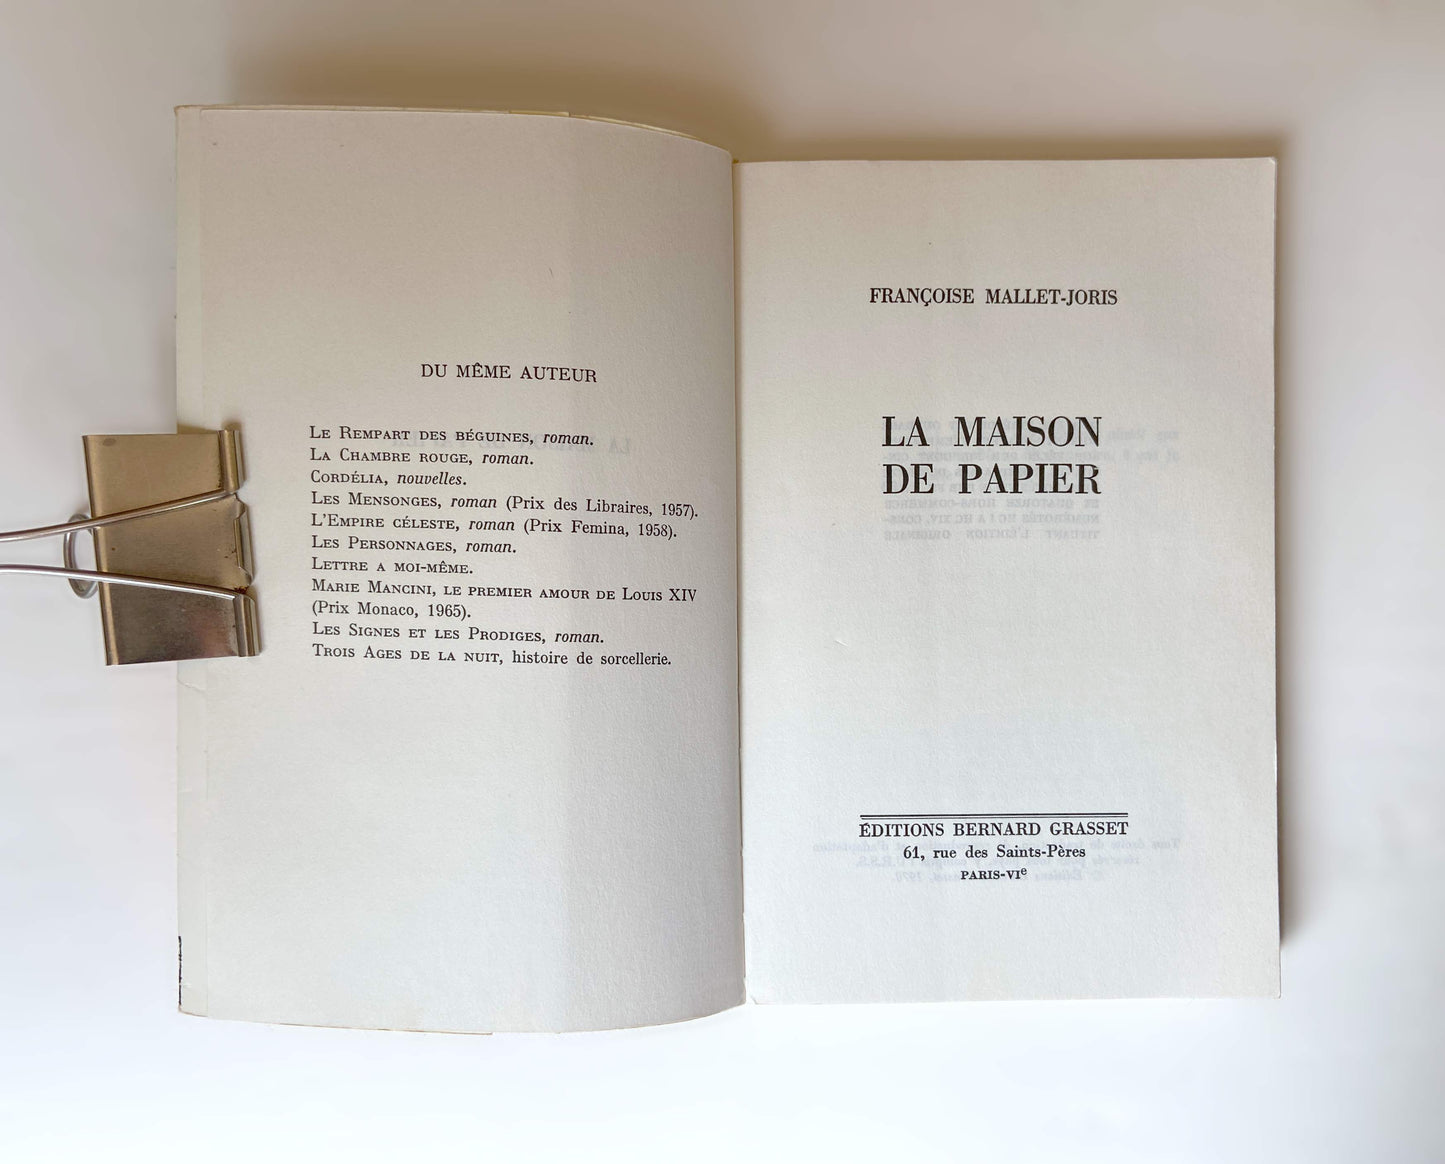 DU MÊME AUTEUR
LE REMPART DES BÉGUINES, roman.
LA CHAMBRE ROUGE, roman.
CORDÉLIA, nouvelles.
LES MENSONGES, roman (Prix des Libraires, 1957).
L'EMPIRE CÉLESTE, roman (Prix Femina, 1958).
LES PERSONNAGES, roman.
LETTRE A MOI-MÊME.
MARIE MANCINI, LE PREMIER AMOUR DE LOUIS XIV
(Prix Monaco, 1965).
LES SIGNES ET LES PRODIGES, roman.
TROIS AGES DE LA NUIT, histoire de sorcellerie.
FRANÇOISE MALLET-JORIS
LA MAISON
DE PAPIER
ÉDITIONS BERNARD GRASSET
61, rue des Saints-Pères
PARIS-VIe